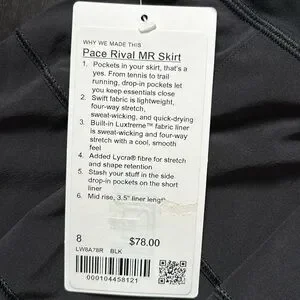 WHY WE MADE THIS
Pace Rival MR Skirt
1. Pockets in your skirt, that's a
yes. From tennis to trail
running, drop-in pockets let
you keep essentials close
2. Swift fabric is lightweight,
four-way stretch,
sweat-wicking, and quick-drying
3. Built-in Luxtreme™ fabric liner
is sweat-wicking and four-way
stretch with a cool, smooth
feel
4. Added Lycra® fibre for stretch
and shape retention
5. Stash your stuff in the side
drop-in pockets on the short
liner
6. Mid rise, 3.5" liner length
8 $78.00
LW8A78R BLK
000104458121